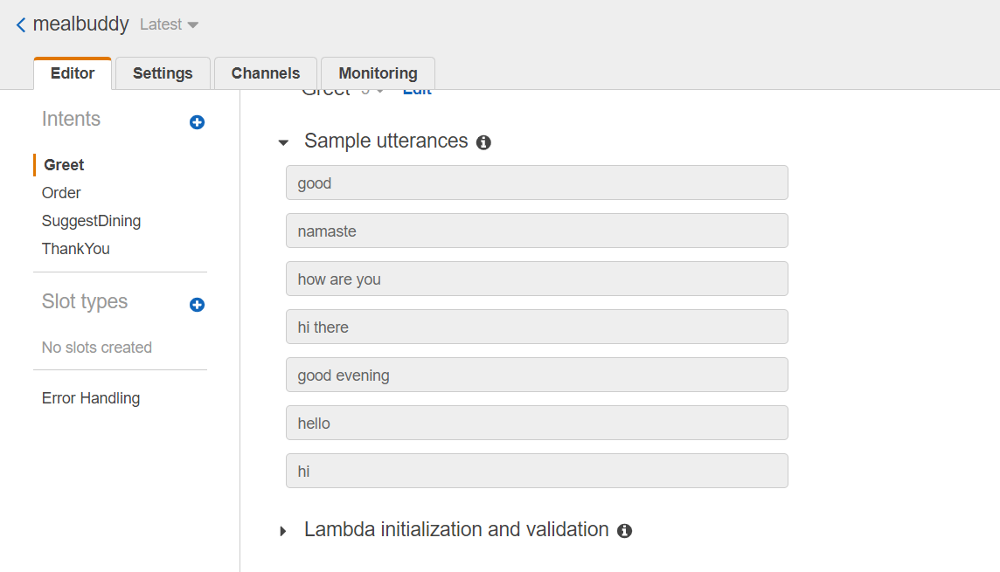 mealbuddy Latest
Editor Settings Channels Monitoring
Greet Edit
Intents
Greet
Order
SuggestDining
ThankYou
Slot types
No slots created
Error Handling
Sample utterances
good
namaste
how are you
hi there
good evening
hello
hi
Lambda initialization and validation